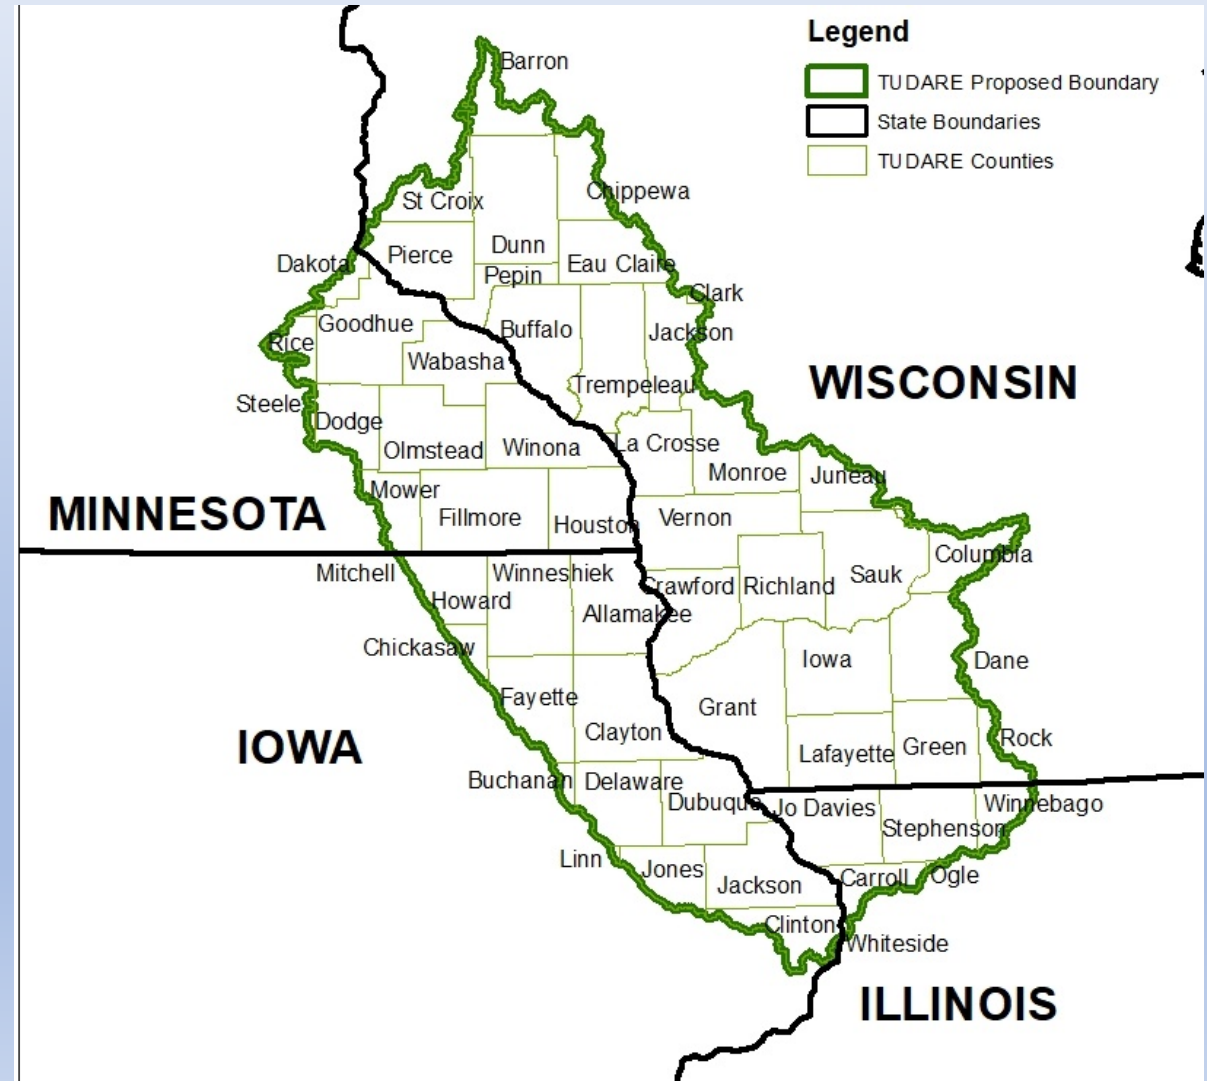 Legend
TUDARE Proposed Boundary
State Boundaries
TUDARE Counties
Barron
Chippewa
St Croix
Dunn
Pierce
Eau Claire
Dakota
Pepin
Clark
Goodhue
Buffalo
Jackson
Rice
Wabasha
WISCONSIN
Trempeleau
Steele
Dodge
La Crosse
Olmstead
Winona
Monroe
Juneau
Mower
MINNESOTA
Fillmore
Houston
Vernon
Columbia
Mitchell
Winneshiek
Sauk
Crawford
Richland
Howard
Allamakee
Chickasaw
Iowa
Dane
Fayette
Grant
Clayton
IOWA
Rock
Green
Lafayette
Buchanan
Delaware
Dubuque
Jo Davies
Winnebago
Stephenson
Linn
Jones
Carroll
Ogle
Jackson
Clinton
Whiteside
ILLINOIS